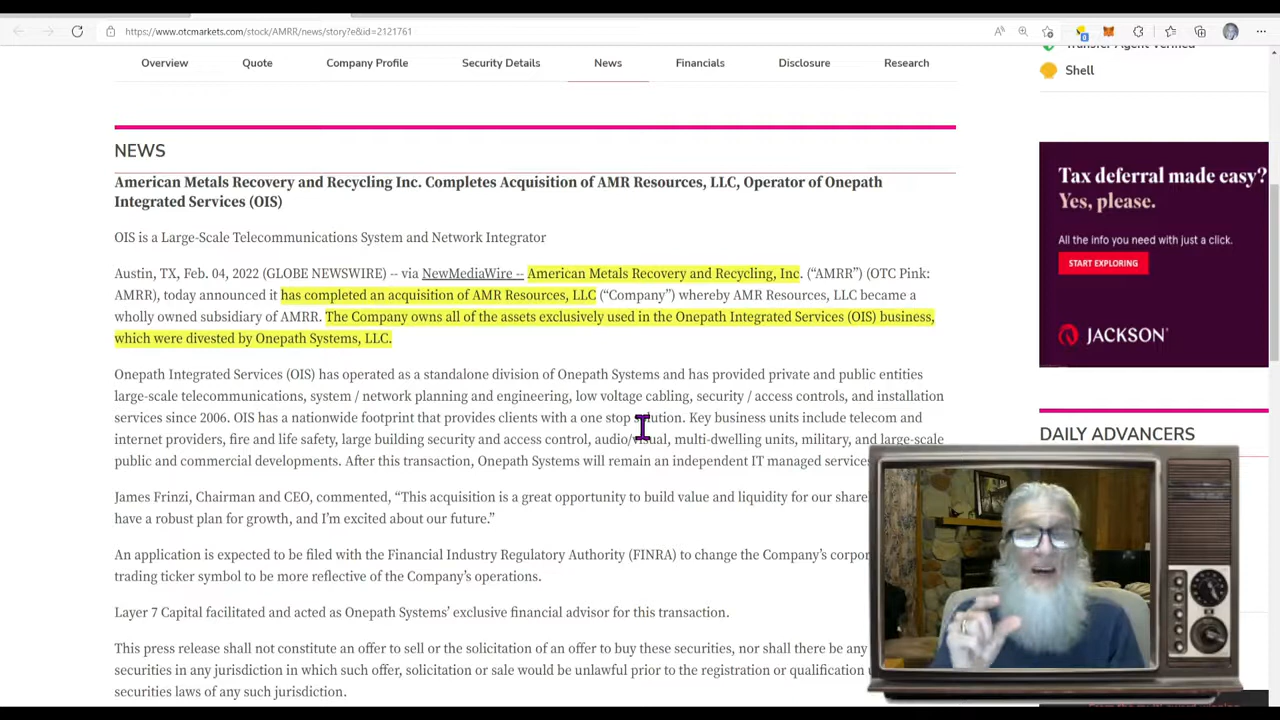 https://www.otcmarkets.com/stock/AMRR/news/story?e&id=2121761
Overview Quote Company Profile Security Details News Financials Disclosure Research
Transfer Agent Verified
Shell
NEWS
American Metals Recovery and Recycling Inc. Completes Acquisition of AMR Resources, LLC, Operator of Onepath
Integrated Services (OIS)
OIS is a Large-Scale Telecommunications System and Network Integrator
Austin, TX, Feb. 04, 2022 (GLOBE NEWSWIRE) -- via NewMediaWire -- American Metals Recovery and Recycling, Inc. (“AMRR”) (OTC Pink:
AMRR), today announced it has completed an acquisition of AMR Resources, LLC (“Company”) whereby AMR Resources, LLC became a
wholly owned subsidiary of AMRR. The Company owns all of the assets exclusively used in the Onepath Integrated Services (OIS) business,
which were divested by Onepath Systems, LLC.
Onepath Integrated Services (OIS) has operated as a standalone division of Onepath Systems and has provided private and public entities
large-scale telecommunications, system / network planning and engineering, low voltage cabling, security / access controls, and installation
services since 2006. OIS has a nationwide footprint that provides clients with a one stop solution. Key business units include telecom and
internet providers, fire and life safety, large building security and access control, audio/visual, multi-dwelling units, military, and large-scale
public and commercial developments. After this transaction, Onepath Systems will remain an independent IT managed services
James Frinzi, Chairman and CEO, commented, “This acquisition is a great opportunity to build value and liquidity for our share
have a robust plan for growth, and I’m excited about our future.”
An application is expected to be filed with the Financial Industry Regulatory Authority (FINRA) to change the Company’s corpor
trading ticker symbol to be more reflective of the Company’s operations.
Layer 7 Capital facilitated and acted as Onepath Systems’ exclusive financial advisor for this transaction.
This press release shall not constitute an offer to sell or the solicitation of an offer to buy these securities, nor shall there be any
securities in any jurisdiction in which such offer, solicitation or sale would be unlawful prior to the registration or qualification
securities laws of any such jurisdiction.
Tax deferral made easy?
Yes, please.
All the info you need with just a click.
START EXPLORING
JACKSON
DAILY ADVANCERS